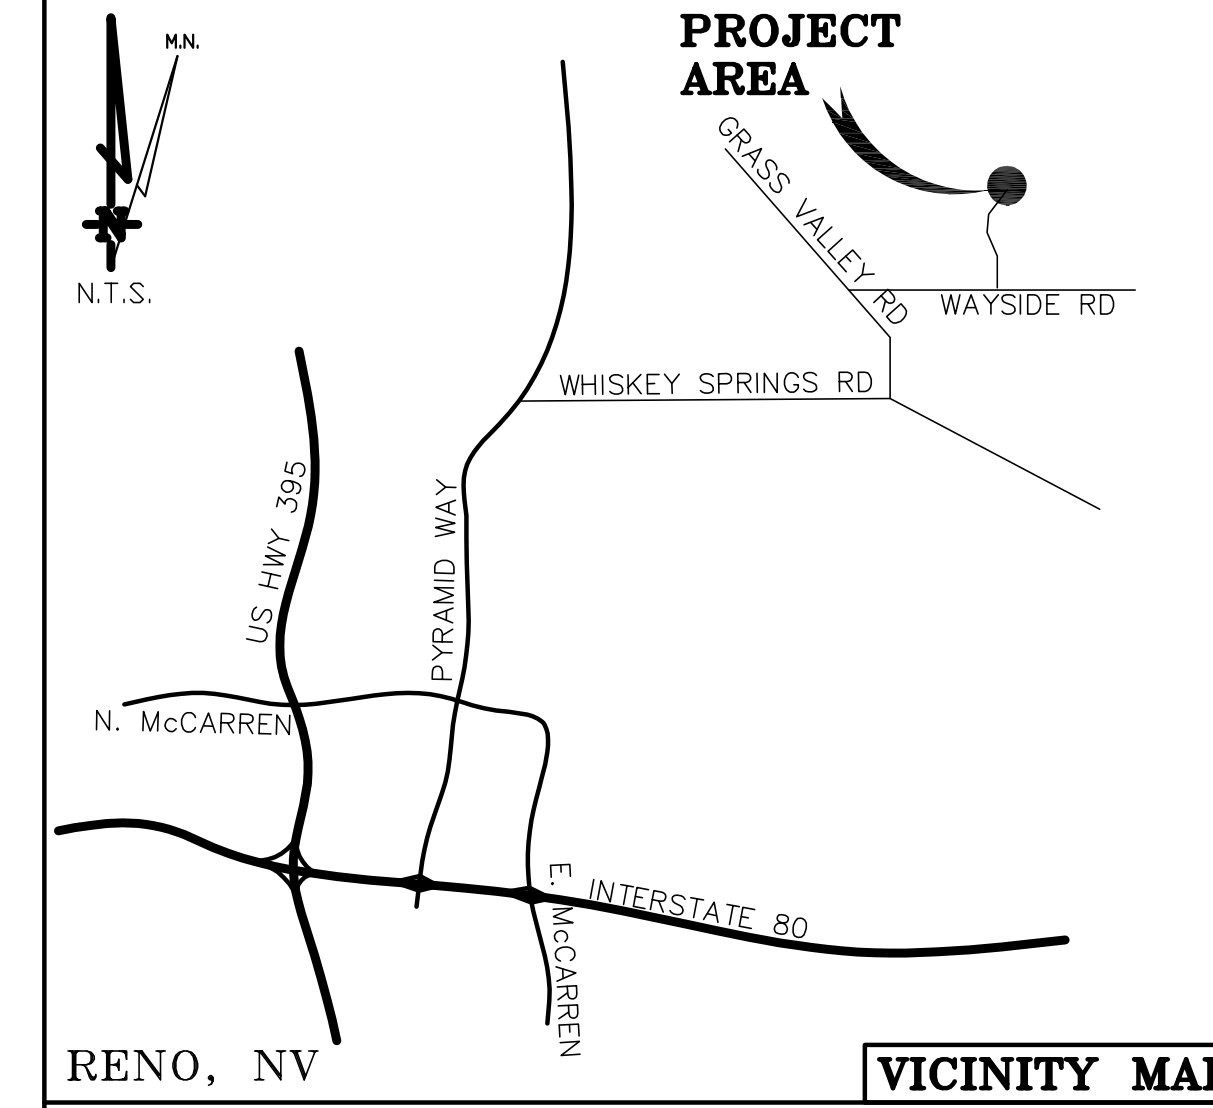 M.N.
N
N.T.S.
PROJECT
AREA
GRASS VALLEY RD
WAYSIDE RD
WHISKEY SPRINGS RD
US HWY 395
PYRAMID WAY
N. McCARREN
E. McCARREN
INTERSTATE 80
RENO, NV
VICINITY MA